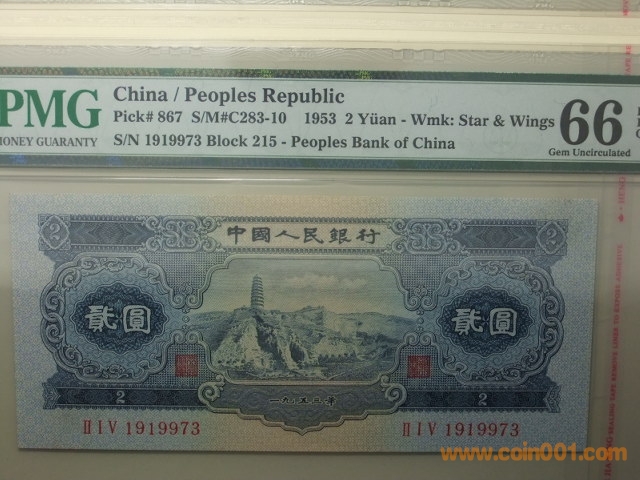 PMG
MONEY GUARANTY
China / Peoples Republic
Pick# 867 S/M#C283-10 1953 2 Yüan - Wmk: Star & Wings
S/N 1919973 Block 215 - Peoples Bank of China
66
Gem Uncirculated
2 中國人民銀行 2
貳圓 貳圓
2 一九五三年 2
II I V 1919973 II I V 1919973
www.coin001.com